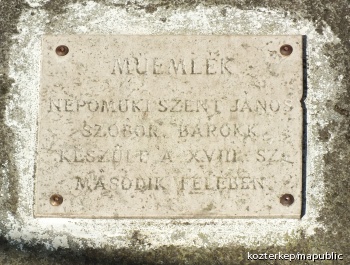 MŰEMLÉK
NEPOMUKI SZENT JÁNOS
SZOBOR, BAROKK
KÉSZÜLT A XVIII. SZ.
MÁSODIK FELÉBEN
kozterkep/mapublic